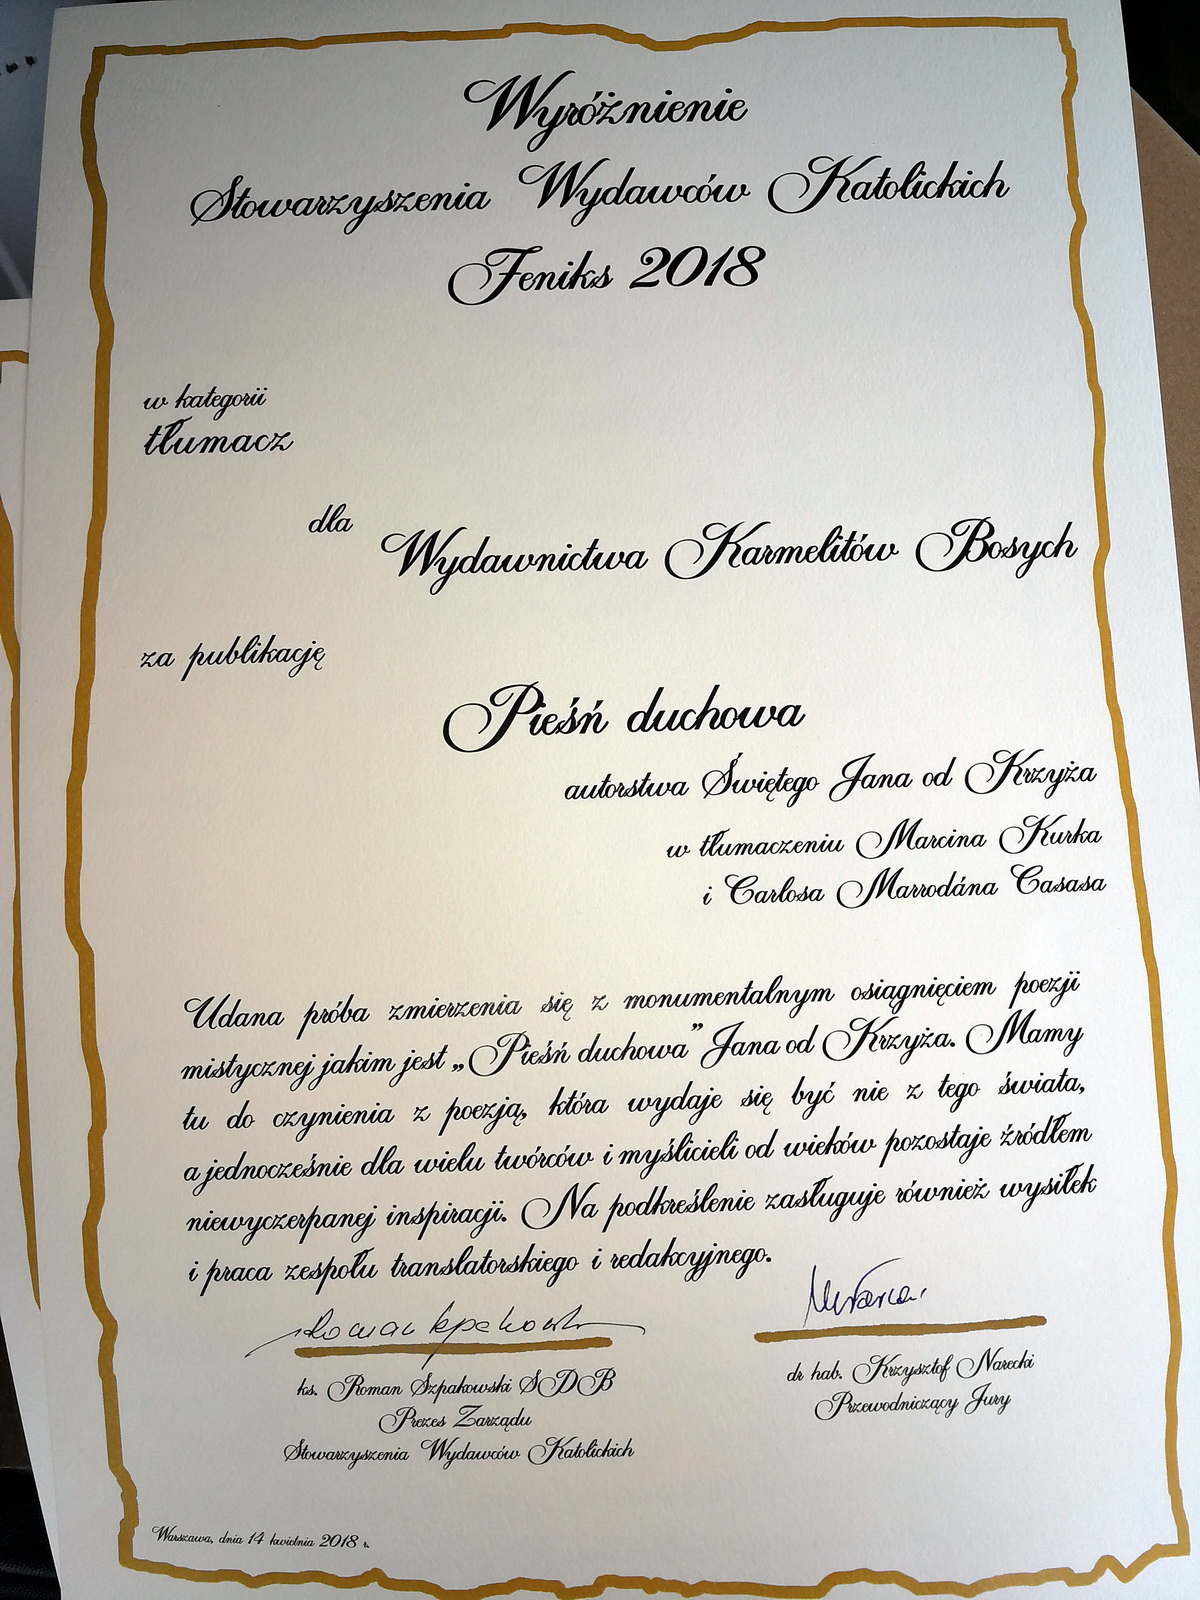 Wyróżnienie
Stowarzyszenia Wydawców Katolickich
Feniks 2018
w kategorii
tłumacz
dla
Wydawnictwa Karmelitów Bosych
za publikację
Pieśń duchowa
autorstwa Świętego Jana od Krzyża
w tłumaczeniu Marcina Kurka
i Carlosa Marrodána Casasa
Udana próba zmierzenia się z monumentalnym osiągnięciem poezji
mistycznej jakim jest „Pieśń duchowa” Jana od Krzyża. Mamy
tu do czynienia z poezją, która wydaje się być nie z tego świata,
a jednocześnie dla wielu twórców i myślicieli od wieków pozostaje źródłem
niewyczerpanej inspiracji. Na podkreślenie zasługuje również wysiłek
i praca zespołu translatorskiego i redakcyjnego.
ks. Roman Szpakowski SDB
Prezes Zarządu
Stowarzyszenia Wydawców Katolickich
dr hab. Krzysztof Narecki
Przewodniczący Jury
Warszawa, dnia 14 kwietnia 2018 r.